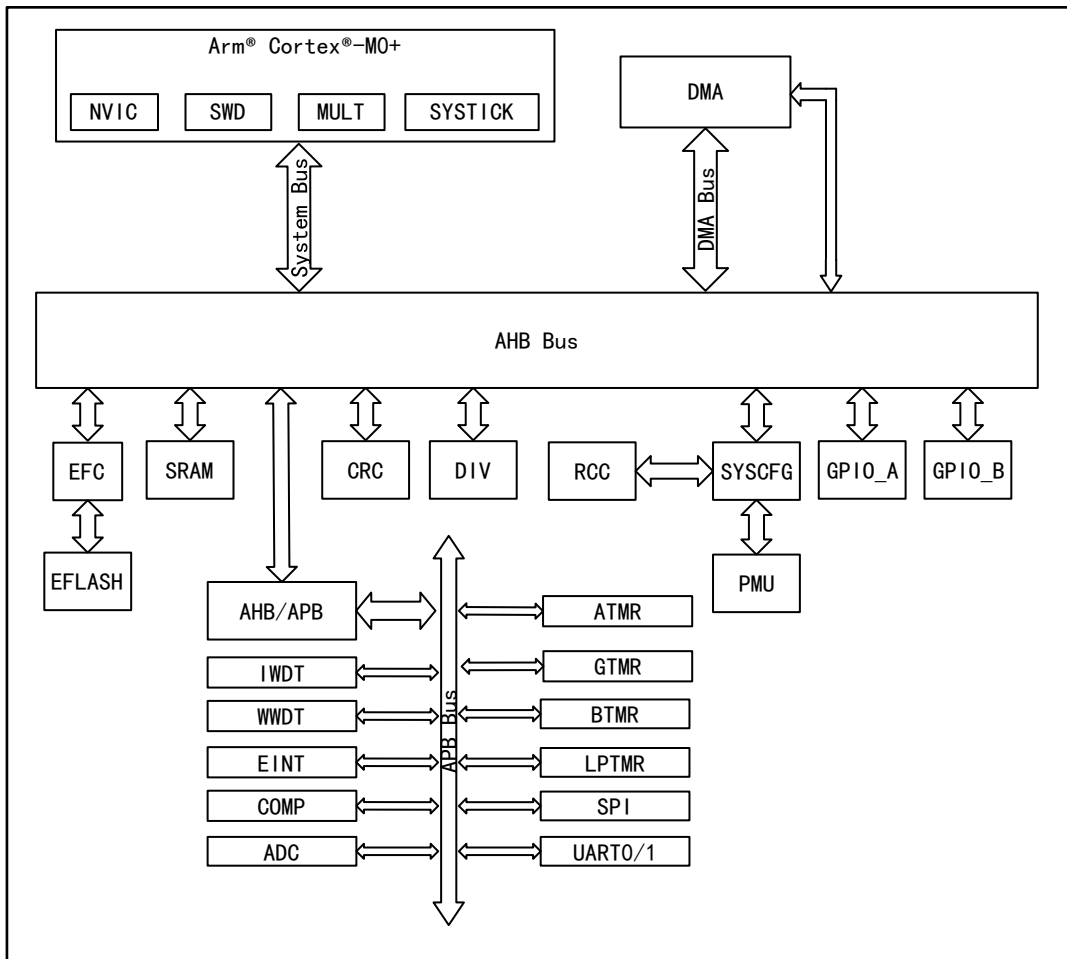 Arm® Cortex®-M0+
NVIC
SWD
MULT
SYSTICK
DMA
System Bus
DMA Bus
AHB Bus
EFC
SRAM
CRC
DIV
RCC
SYSCFG
GPIO_A
GPIO_B
EFLASH
PMU
AHB/APB
APB Bus
ATMR
IWDT
GTMR
WWDT
BTMR
EINT
LPTMR
COMP
SPI
ADC
UART0/1